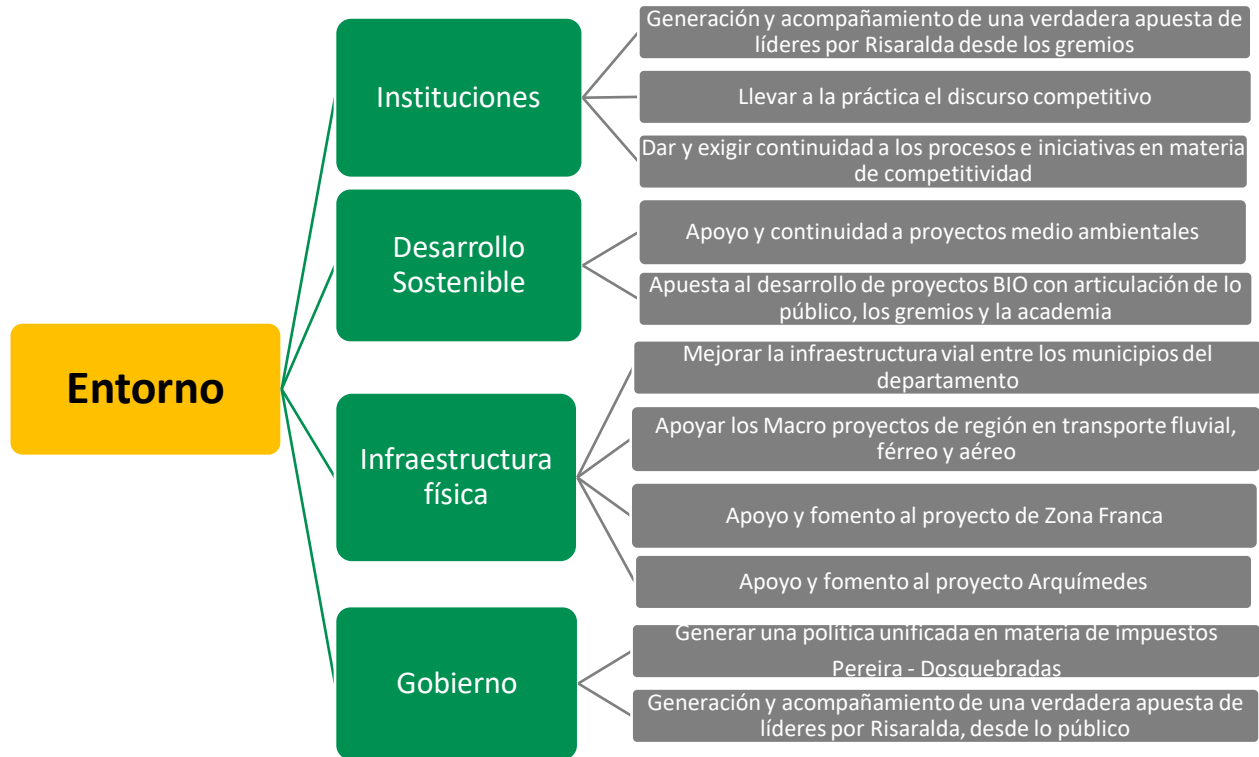 Entorno
Instituciones
Generación y acompañamiento de una verdadera apuesta de
líderes por Risaralda desde los gremios
Llevar a la práctica el discurso competitivo
Dar y exigir continuidad a los procesos e iniciativas en materia
de competitividad
Desarrollo
Sostenible
Apoyo y continuidad a proyectos medio ambientales
Apuesta al desarrollo de proyectos BIO con articulación de lo
público, los gremios y la academia
Infraestructura
física
Mejorar la infraestructura vial entre los municipios del
departamento
Apoyar los Macro proyectos de región en transporte fluvial,
férreo y aéreo
Apoyo y fomento al proyecto de Zona Franca
Apoyo y fomento al proyecto Arquímedes
Gobierno
Generar una política unificada en materia de impuestos
Pereira - Dosquebradas
Generación y acompañamiento de una verdadera apuesta de
líderes por Risaralda, desde lo público